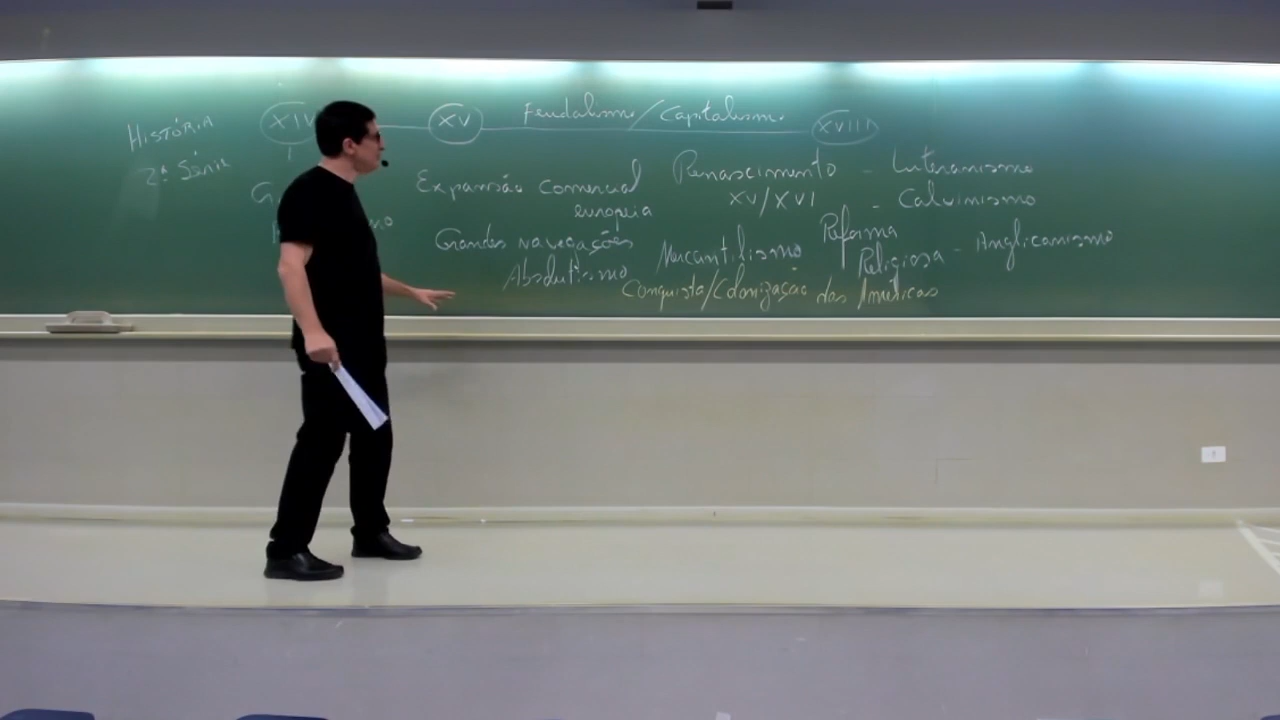 HISTÓRIA
2ª Série
XIV XV Feudalismo/Capitalismo XVIII
Expansão comercial
europeia
Grandes navegações
Absolutismo
Renascimento
XV/XVI
Mercantilismo
Reforma
Religiosa
- Luteranismo
- Calvinismo
- Anglicanismo
Conquista/Colonização das Américas